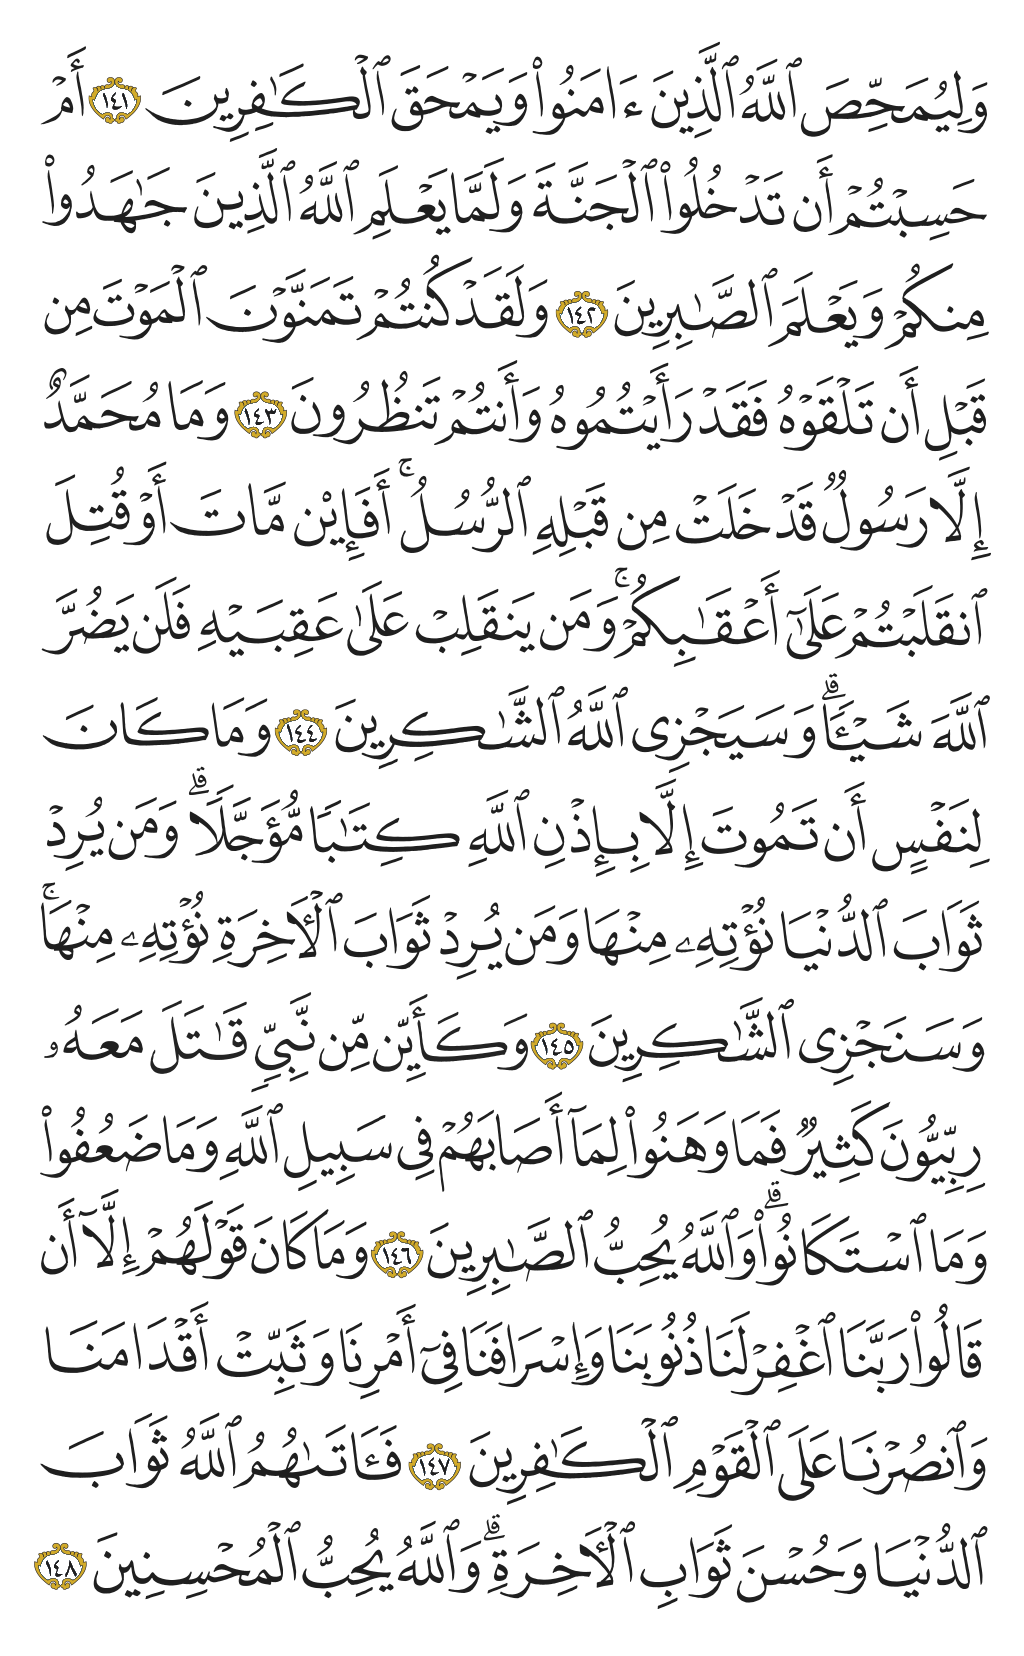 وَلِيُمَحِّصَ ٱللَّهُ ٱلَّذِينَ ءَامَنُوا۟ وَيَمْحَقَ ٱلْكَـٰفِرِينَ ١٤١ أَمْ
حَسِبْتُمْ أَن تَدْخُلُوا۟ ٱلْجَنَّةَ وَلَمَّا يَعْلَمِ ٱللَّهُ ٱلَّذِينَ جَـٰهَدُوا۟
مِنكُمْ وَيَعْلَمَ ٱلصَّـٰبِرِينَ ١٤٢ وَلَقَدْ كُنتُمْ تَمَنَّوْنَ ٱلْمَوْتَ مِن
قَبْلِ أَن تَلْقَوْهُ فَقَدْ رَأَيْتُمُوهُ وَأَنتُمْ تَنظُرُونَ ١٤٣ وَمَا مُحَمَّدٌ
إِلَّا رَسُولٌ قَدْ خَلَتْ مِن قَبْلِهِ ٱلرُّسُلُ ۚ أَفَإِيْن مَّاتَ أَوْ قُتِلَ
ٱنقَلَبْتُمْ عَلَىٰٓ أَعْقَـٰبِكُمْ ۚ وَمَن يَنقَلِبْ عَلَىٰ عَقِبَيْهِ فَلَن يَضُرَّ
ٱللَّهَ شَيْـًٔا ۗ وَسَيَجْزِى ٱللَّهُ ٱلشَّـٰكِرِينَ ١٤٤ وَمَا كَانَ
لِنَفْسٍ أَن تَمُوتَ إِلَّا بِإِذْنِ ٱللَّهِ كِتَـٰبًا مُّؤَجَّلًا ۗ وَمَن يُرِدْ
ثَوَابَ ٱلدُّنْيَا نُؤْتِهِۦ مِنْهَا وَمَن يُرِدْ ثَوَابَ ٱلْـَٔاخِرَةِ نُؤْتِهِۦ مِنْهَا ۚ
وَسَنَجْزِى ٱلشَّـٰكِرِينَ ١٤٥ وَكَأَيِّن مِّن نَّبِىٍّ قَـٰتَلَ مَعَهُۥ
رِبِّيُّونَ كَثِيرٌ فَمَا وَهَنُوا۟ لِمَآ أَصَابَهُمْ فِى سَبِيلِ ٱللَّهِ وَمَا ضَعُفُوا۟
وَمَا ٱسْتَكَانُوا۟ ۗ وَٱللَّهُ يُحِبُّ ٱلصَّـٰبِرِينَ ١٤٦ وَمَا كَانَ قَوْلَهُمْ إِلَّآ أَن
قَالُوا۟ رَبَّنَا ٱغْفِرْ لَنَا ذُنُوبَنَا وَإِسْرَافَنَا فِىٓ أَمْرِنَا وَثَبِّتْ أَقْدَامَنَا
وَٱنصُرْنَا عَلَى ٱلْقَوْمِ ٱلْكَـٰفِرِينَ ١٤٧ فَـَٔاتَىٰهُمُ ٱللَّهُ ثَوَابَ
ٱلدُّنْيَا وَحُسْنَ ثَوَابِ ٱلْـَٔاخِرَةِ ۗ وَٱللَّهُ يُحِبُّ ٱلْمُحْسِنِينَ ١٤٨